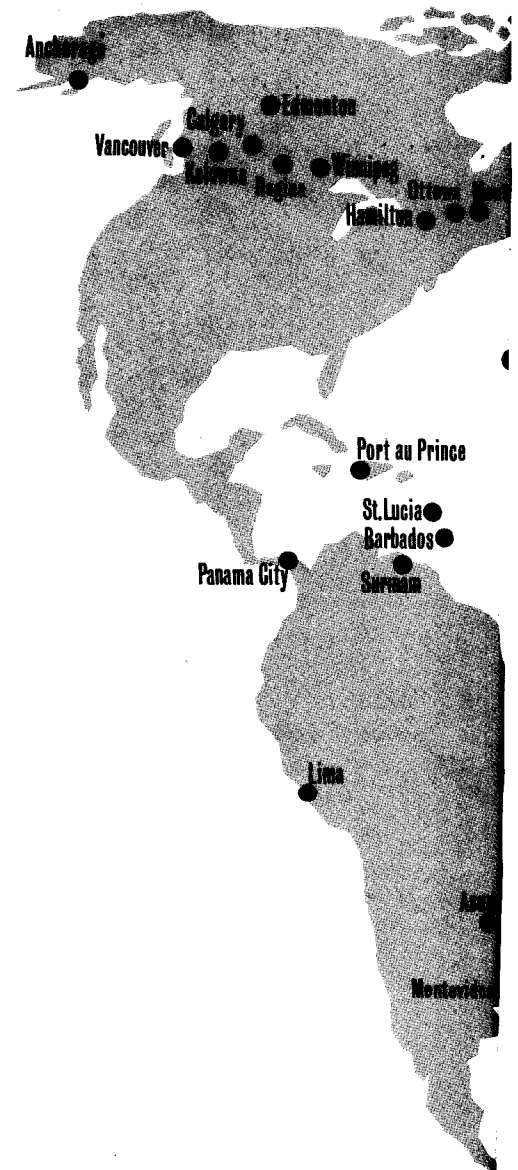 Anchorage
Edmonton
Calgary
Vancouver
Kelowna
Regina
Winnipeg
Ottawa
Hamilton
Port au Prince
St.Lucia
Barbados
Panama City
Surinam
Lima
Montevid